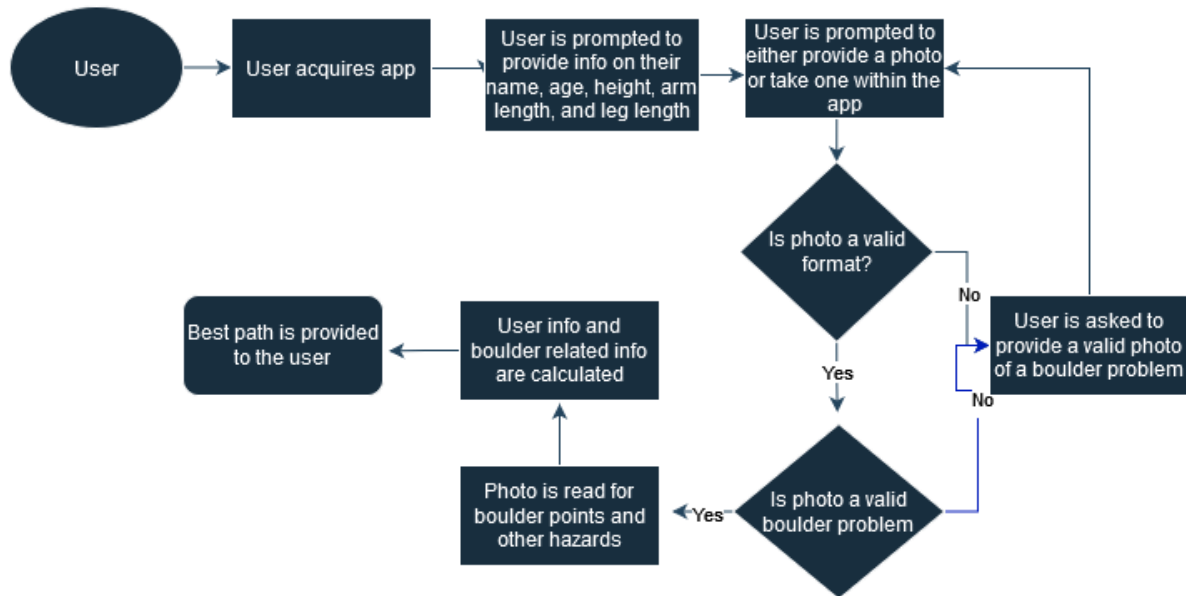 User
User acquires app
User is prompted to
provide info on their
name, age, height, arm
length, and leg length
User is prompted to
either provide a photo
or take one within the
app
Is photo a valid
format?
No
User is asked to
provide a valid photo
of a boulder problem
Yes
No
Is photo a valid
boulder problem
Yes
Photo is read for
boulder points and
other hazards
User info and
boulder related info
are calculated
Best path is provided
to the user